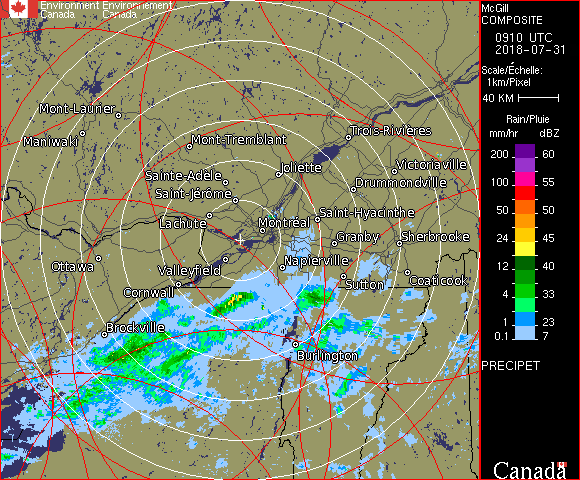 Environment Environnement
Canada Canada
McGill
COMPOSITE
0910 UTC
2018-07-31
Scale/Échelle:
1km/Pixel
40 KM
Rain/Pluie
mm/hr dBZ
200 60
100 55
50 50
24 45
12 40
4 33
1 23
0.1 7
PRECIPET
Canada
Mont-Laurier
Maniwaki
Mont-Tremblant
Trois-Rivières
Sainte-Adèle
Joliette
Victoriaville
Saint-Jérôme
Drummondville
Lachute
Montréal
Saint-Hyacinthe
Granby
Sherbrooke
Ottawa
Valleyfield
Napierville
Cornwall
Sutton
Coaticook
Brockville
Burlington